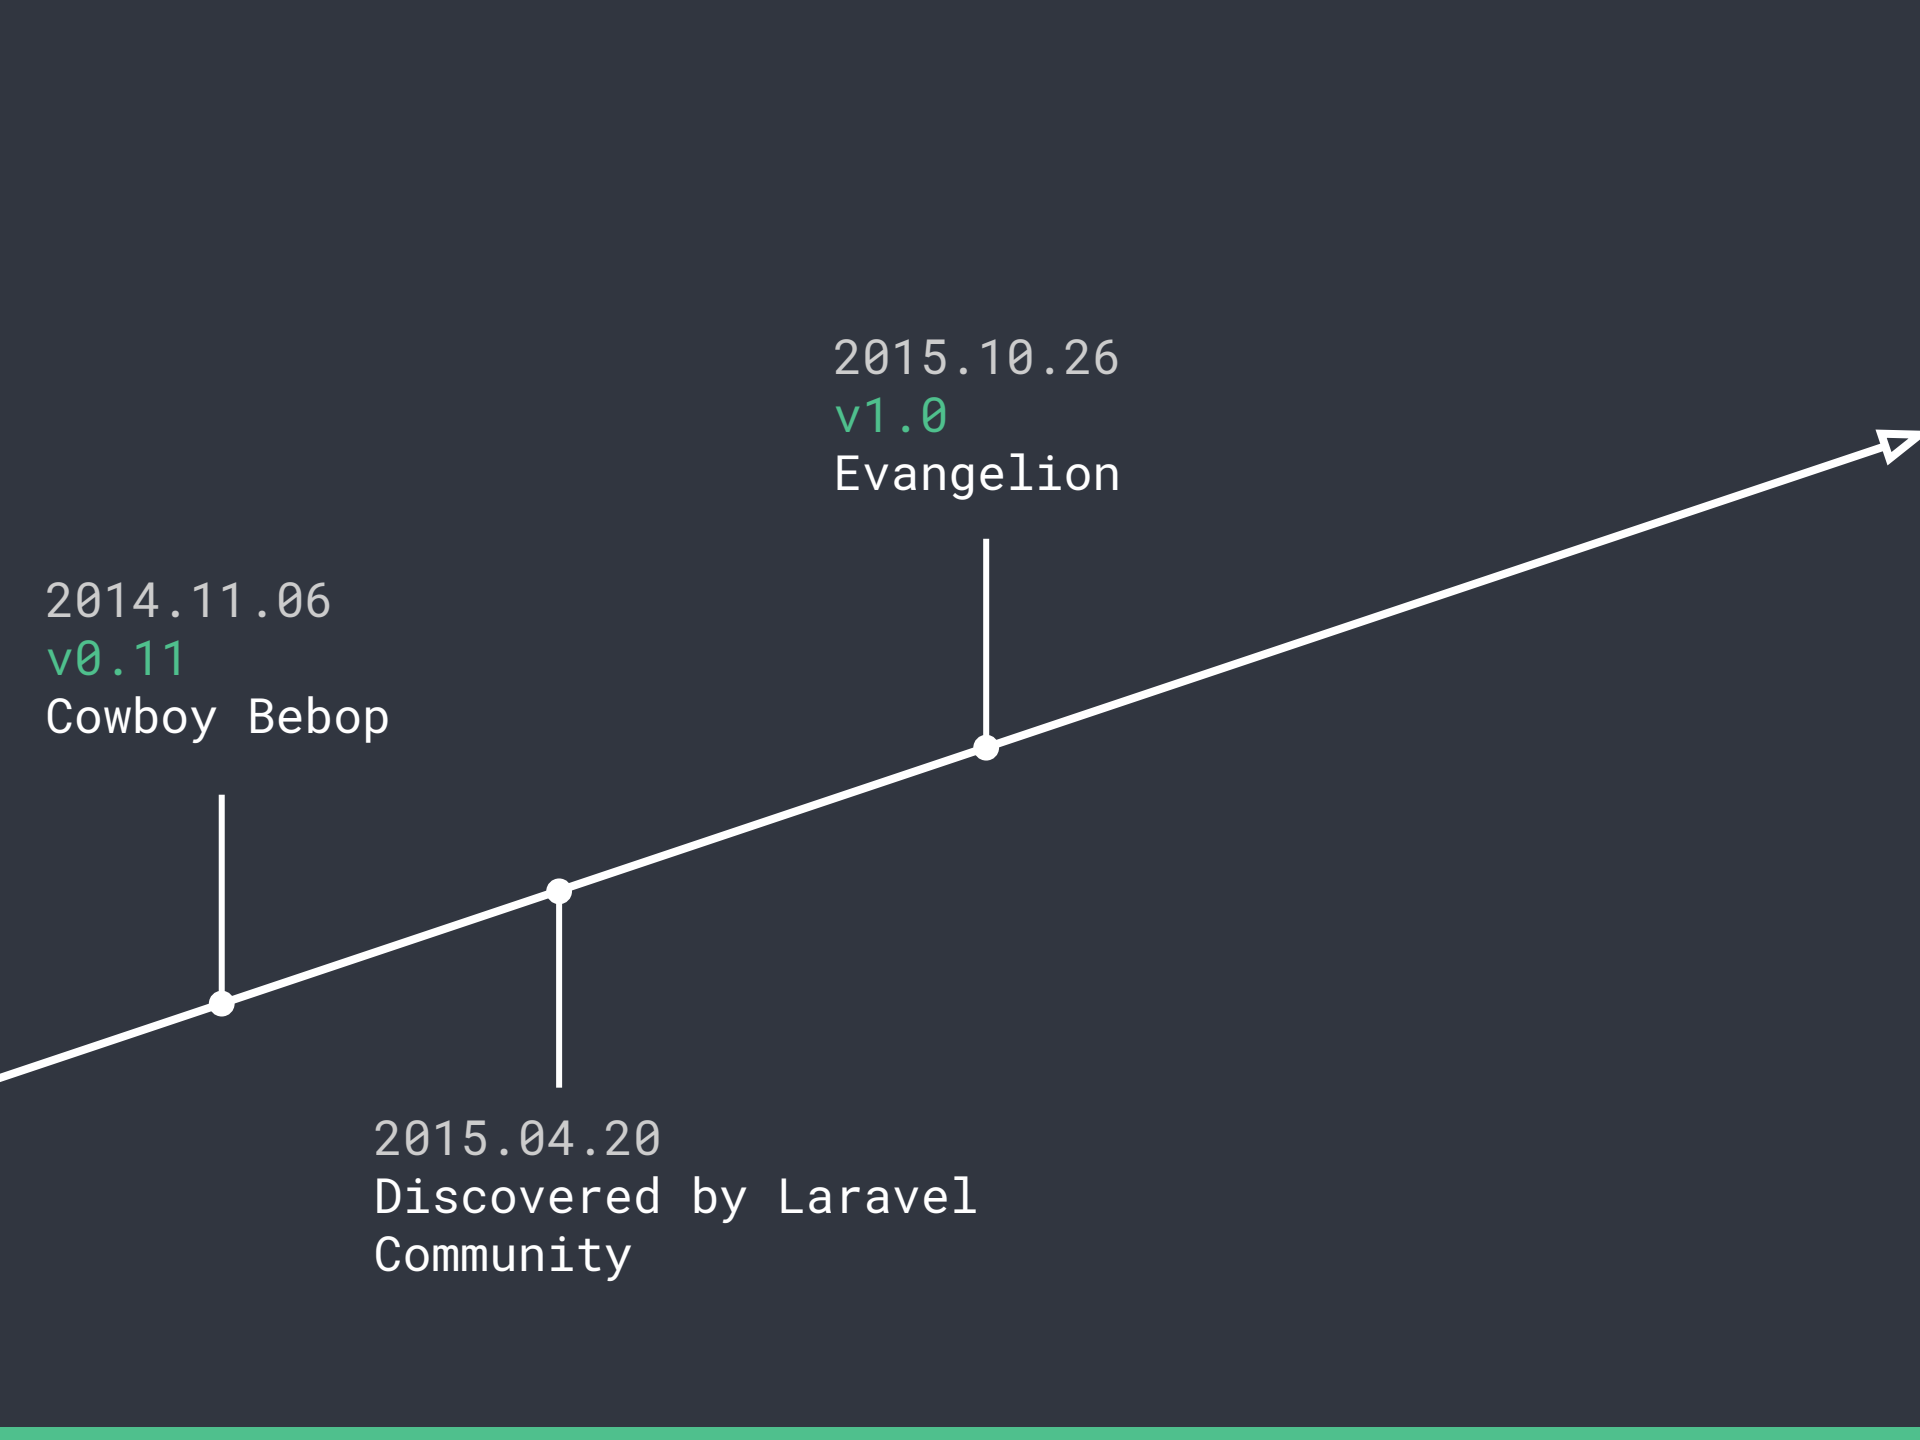 2014.11.06
v0.11
Cowboy Bebop
2015.04.20
Discovered by Laravel
Community
2015.10.26
v1.0
Evangelion